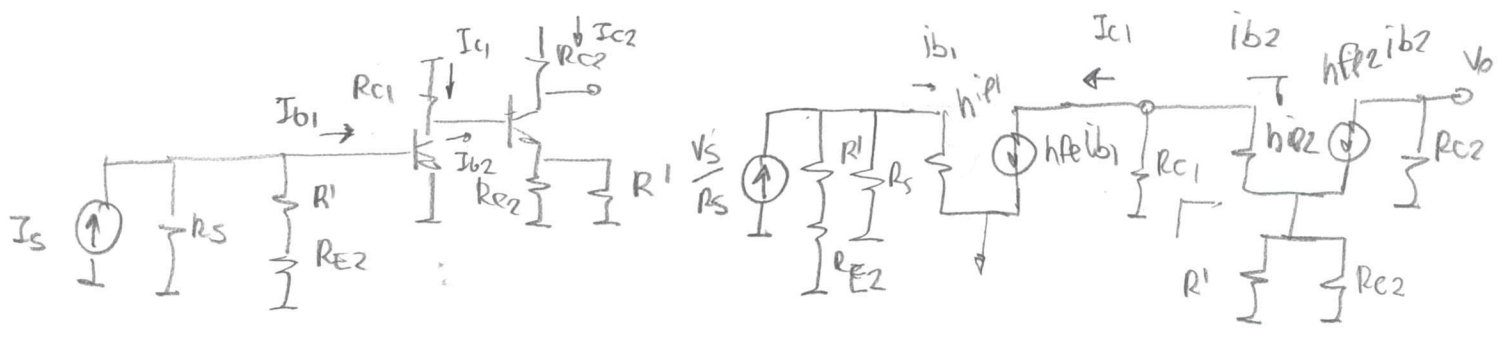 Ic1
Ic2
Rc2
Rc1
Ib1
Ib2
Re2
R'
R'
RS
RE2
Is
ib1
Ic1
ib2
hfe2ib2
Vo
hie1
Vs
Rs
R'
Rs
hfeib1
Rc1
hie2
Rc2
RE2
R'
Re2